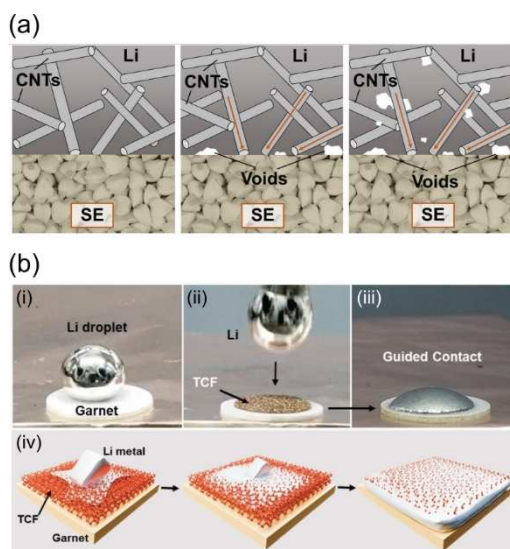 (a)
CNTs Li
SE
CNTs Li
Voids
SE
CNTs Li
Voids
SE
(b)
(i)
Li droplet
Garnet
(ii)
Li
TCF
(iii)
Guided Contact
(iv)
Li metal
TCF
Garnet